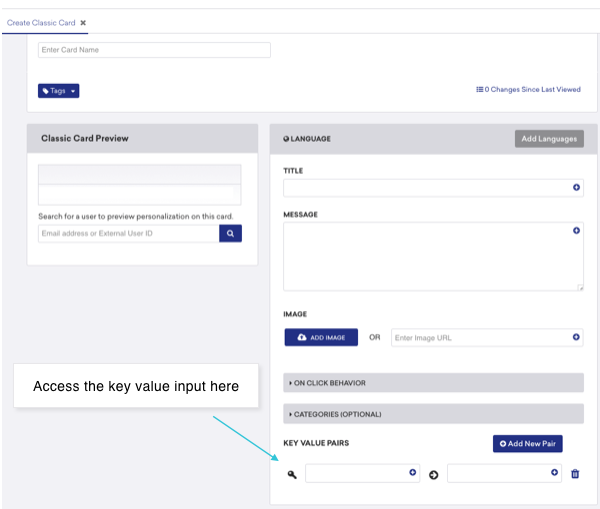 Create Classic Card ✖
Enter Card Name
Tags
0 Changes Since Last Viewed
Classic Card Preview
Search for a user to preview personalization on this card.
Email address or External User ID
LANGUAGE
Add Languages
TITLE
MESSAGE
IMAGE
ADD IMAGE
OR
Enter Image URL
Access the key value input here
ON CLICK BEHAVIOR
CATEGORIES (OPTIONAL)
KEY VALUE PAIRS
Add New Pair